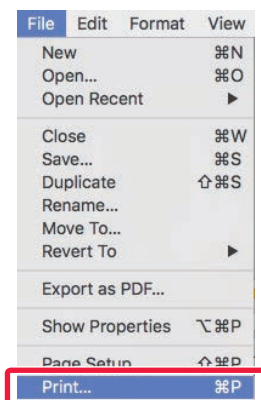 File Edit Format View
New ⌘N
Open... ⌘O
Open Recent ▶
Close ⌘W
Save... ⌘S
Duplicate ⇧⌘S
Rename...
Move To...
Revert To ▶
Export as PDF...
Show Properties ⌥⌘P
Page Setup ⇧⌘P
Print... ⌘P